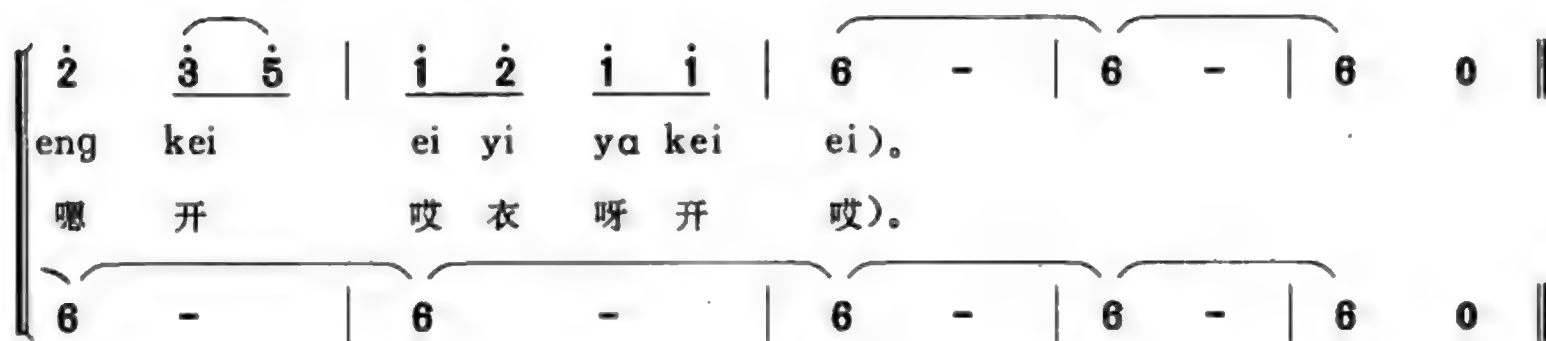 2̇ 3̇ 5̇ | 1̇ 2̇ 1̇ 1̇ | 6 - | 6 - | 6 0 ‖
eng kei ei yi ya kei ei)。
嗯 开 哎 衣 呀 开 哎)。
6 - | 6 - | 6 - | 6 - | 6 0 ‖